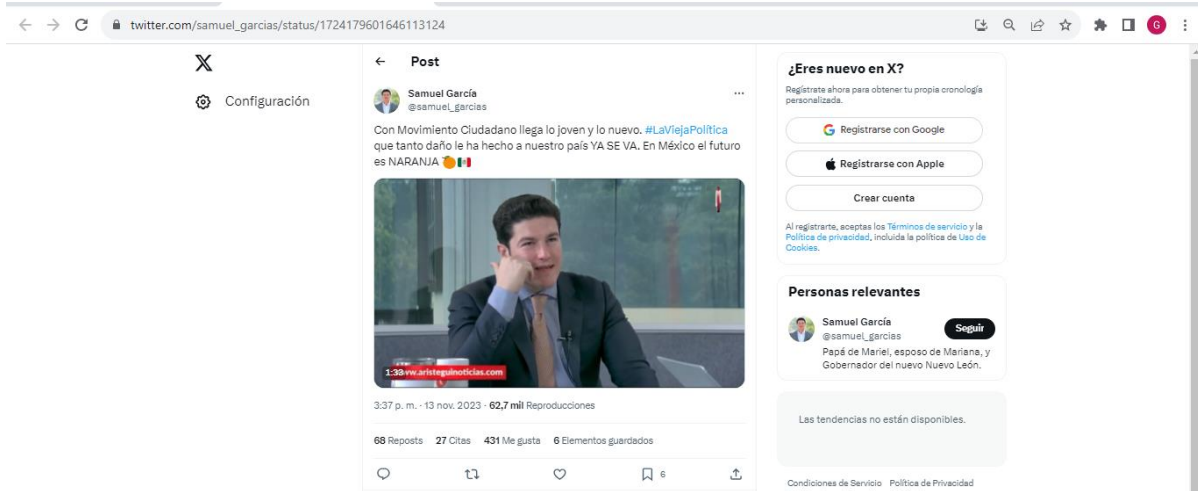 twitter.com/samuel_garcias/status/1724179601646113124
G
X
Configuración
Post
Samuel García
@samuel_garcias
Con Movimiento Ciudadano llega lo joven y lo nuevo. #LaViejaPolítica
que tanto daño le ha hecho a nuestro país YA SE VA. En México el futuro
es NARANJA 🍊🇲🇽
1:33
www.aristeguinoticias.com
3:37 p. m. · 13 nov. 2023 · 62,7 mil Reproducciones
68 Reposts 27 Citas 431 Me gusta 6 Elementos guardados
6
¿Eres nuevo en X?
Regístrate ahora para obtener tu propia cronología
personalizada.
Registrarse con Google
Registrarse con Apple
Crear cuenta
Al registrarte, aceptas los Términos de servicio y la
Política de privacidad, incluida la política de Uso de
Cookies.
Personas relevantes
Samuel García
@samuel_garcias
Seguir
Papá de Mariel, esposo de Mariana, y
Gobernador del nuevo Nuevo León.
Las tendencias no están disponibles.
Condiciones de Servicio Política de Privacidad